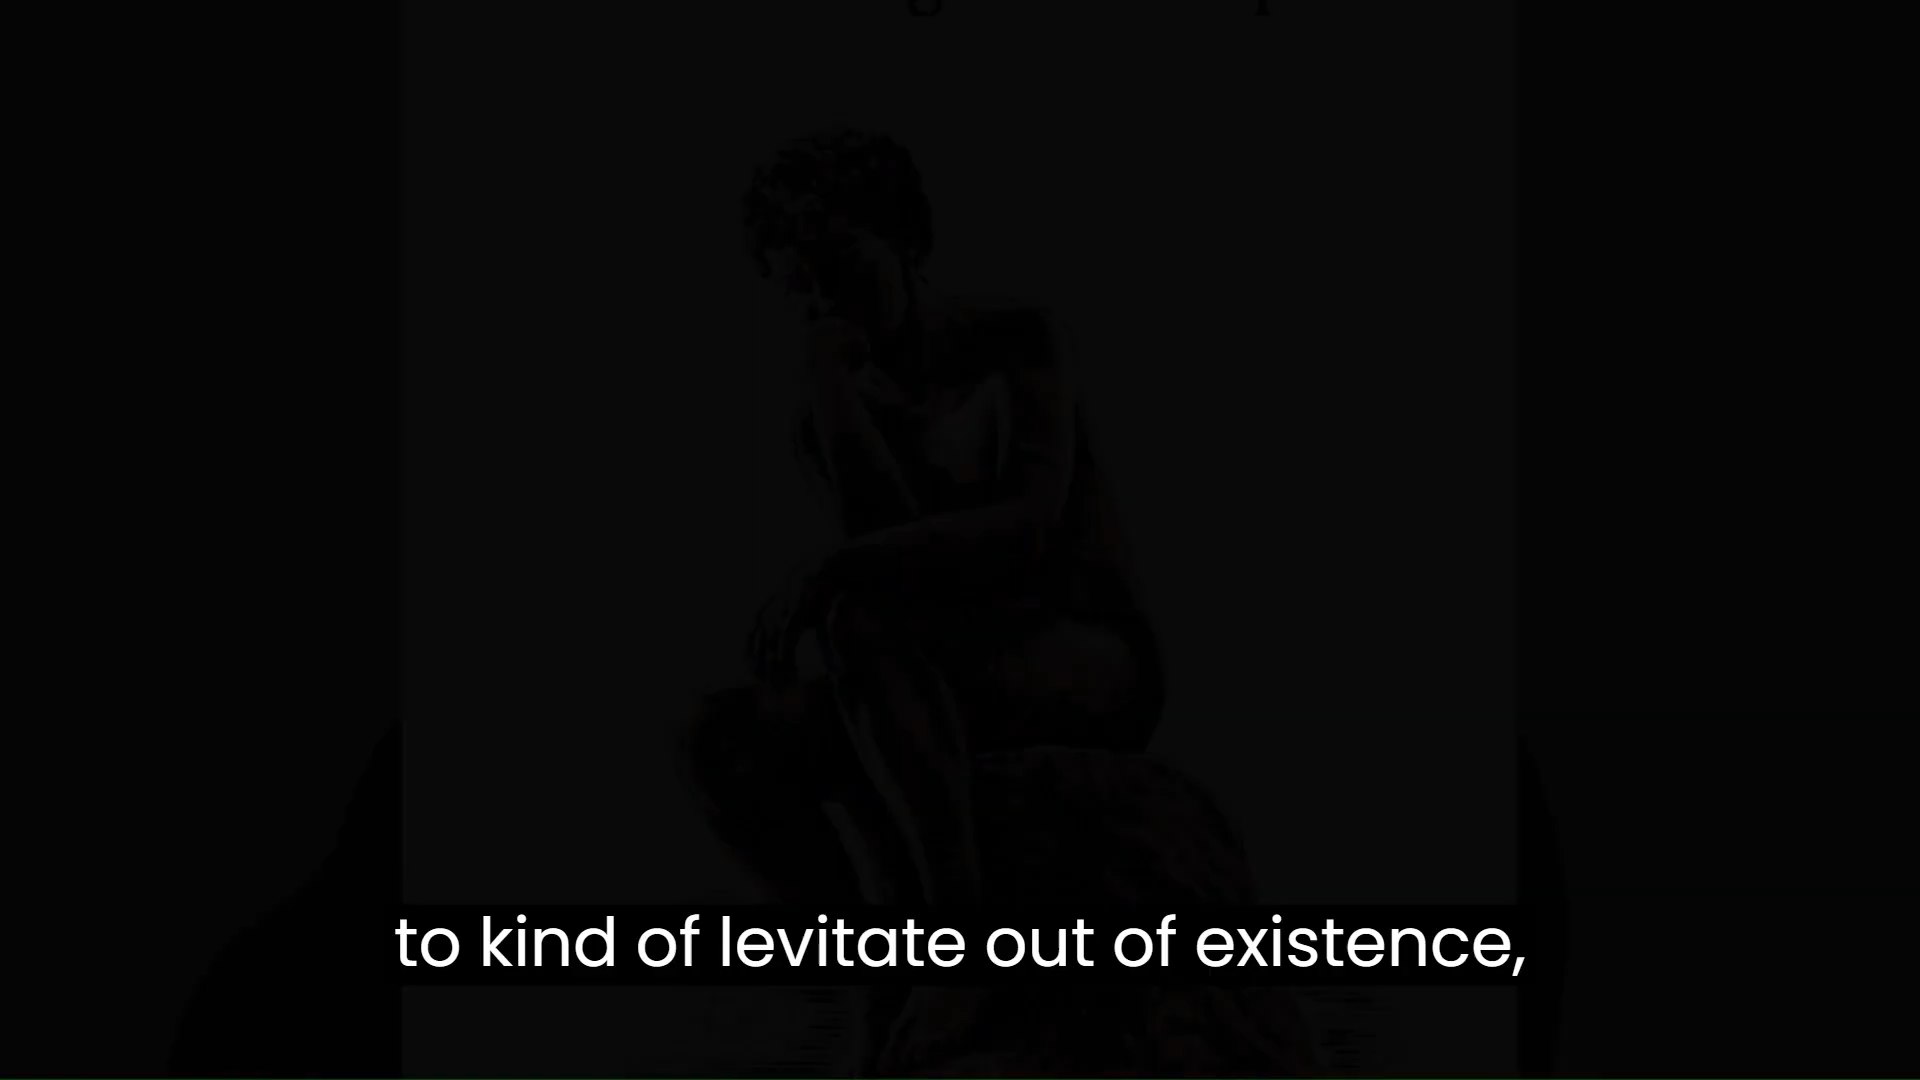 to kind of levitate out of existence,